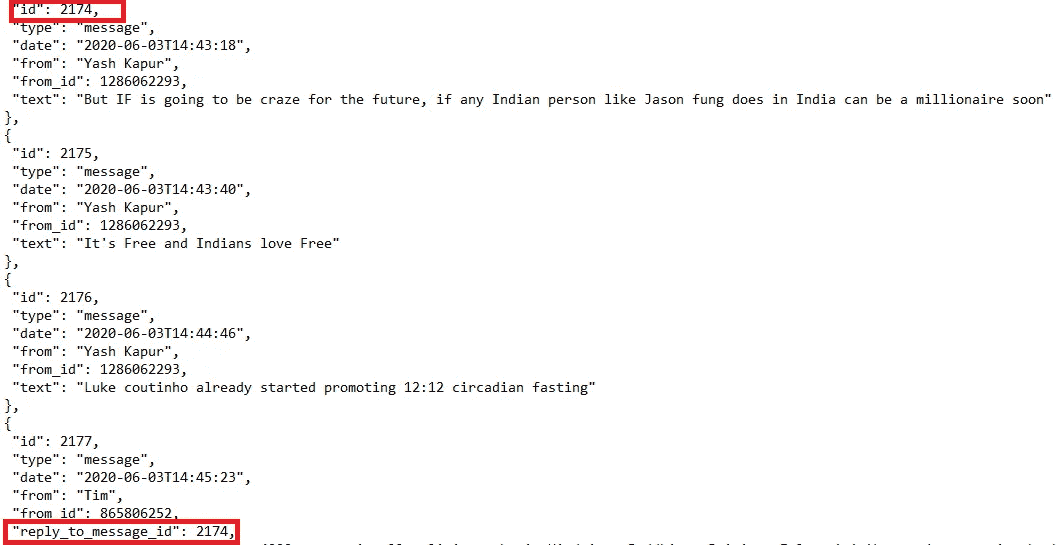 "id": 2174,
"type": "message",
"date": "2020-06-03T14:43:18",
"from": "Yash Kapur",
"from_id": 1286062293,
"text": "But IF is going to be craze for the future, if any Indian person like Jason fung does in India can be a millionaire soon"
},
{
"id": 2175,
"type": "message",
"date": "2020-06-03T14:43:40",
"from": "Yash Kapur",
"from_id": 1286062293,
"text": "It's Free and Indians love Free"
},
{
"id": 2176,
"type": "message",
"date": "2020-06-03T14:44:46",
"from": "Yash Kapur",
"from_id": 1286062293,
"text": "Luke coutinho already started promoting 12:12 circadian fasting"
},
{
"id": 2177,
"type": "message",
"date": "2020-06-03T14:45:23",
"from": "Tim",
"from_id": 865806252,
"reply_to_message_id": 2174,